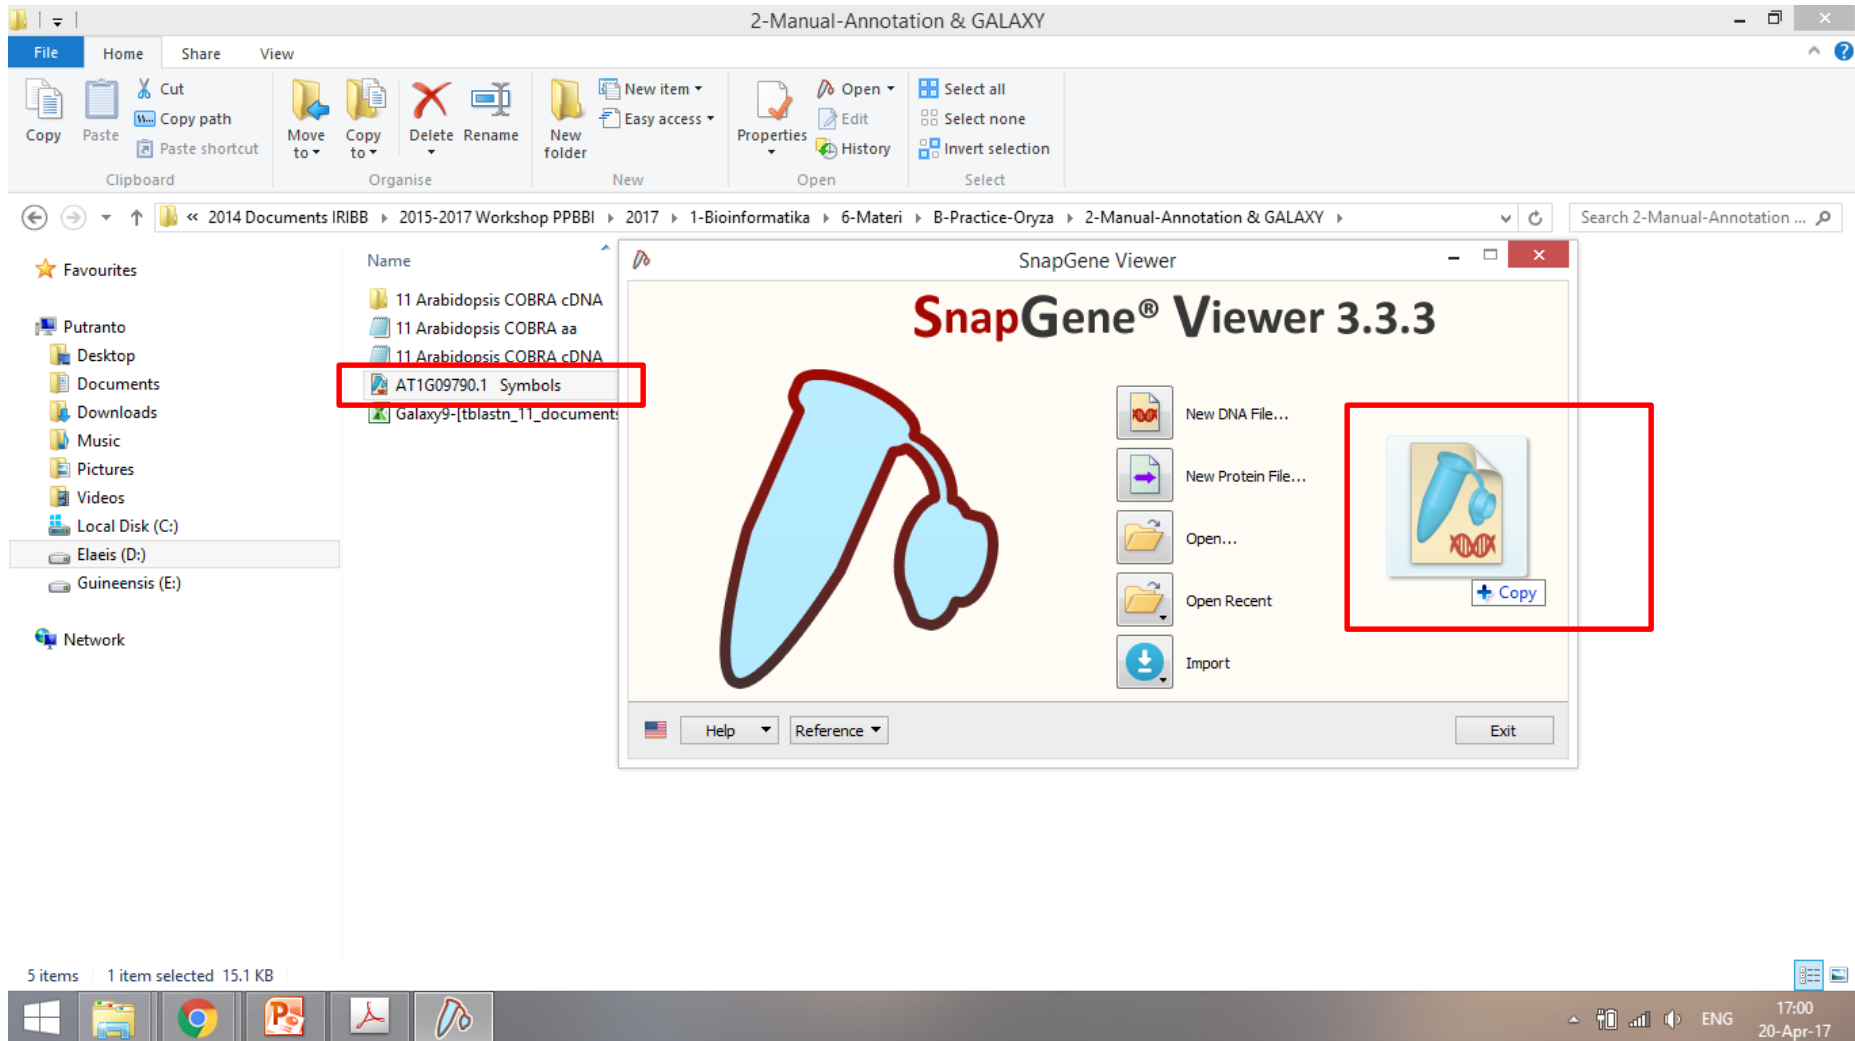 2-Manual-Annotation & GALAXY
File Home Share View
Copy
Paste
Cut
Copy path
Paste shortcut
Clipboard
Move to
Copy to
Delete
Rename
Organise
New folder
New item
Easy access
New
Properties
Open
Edit
History
Open
Select all
Select none
Invert selection
Select
« 2014 Documents IRIBB 2015-2017 Workshop PPBBI 2017 1-Bioinformatika 6-Materi B-Practice-Oryza 2-Manual-Annotation & GALAXY
Search 2-Manual-Annotation ...
Favourites
Putranto
Desktop
Documents
Downloads
Music
Pictures
Videos
Local Disk (C:)
Elaeis (D:)
Guineensis (E:)
Network
Name
11 Arabidopsis COBRA cDNA
11 Arabidopsis COBRA aa
11 Arabidopsis COBRA cDNA
AT1G09790.1 Symbols
Galaxy9-[tblastn_11_documents
SnapGene Viewer
SnapGene® Viewer 3.3.3
New DNA File...
New Protein File...
Open...
Open Recent
Import
Copy
Help
Reference
Exit
5 items 1 item selected 15.1 KB
ENG
17:00
20-Apr-17